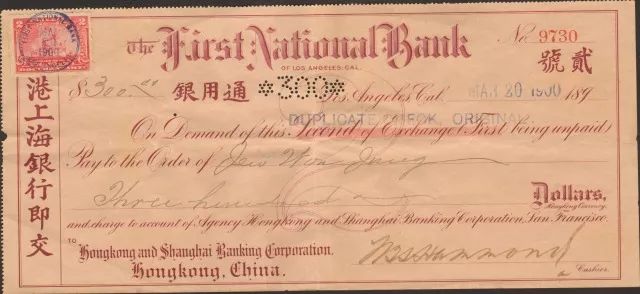 The First National Bank
OF LOS ANGELES, CAL.
No. 9730
貳號
$ 300.00
銀用通
*300*
Los Angeles, Cal. MAR 20 1900 189
DUPLICATE ORIGINAL
On Demand of this Second of Exchange (First being unpaid)
Pay to the Order of
Three hundred
Dollars,
Hongkong Currency
and charge to account of Agency Hongkong and Shanghai Banking Corporation, San Francisco.
TO
Hongkong and Shanghai Banking Corporation.
Hongkong, China.
Cashier.
港上海銀行即交